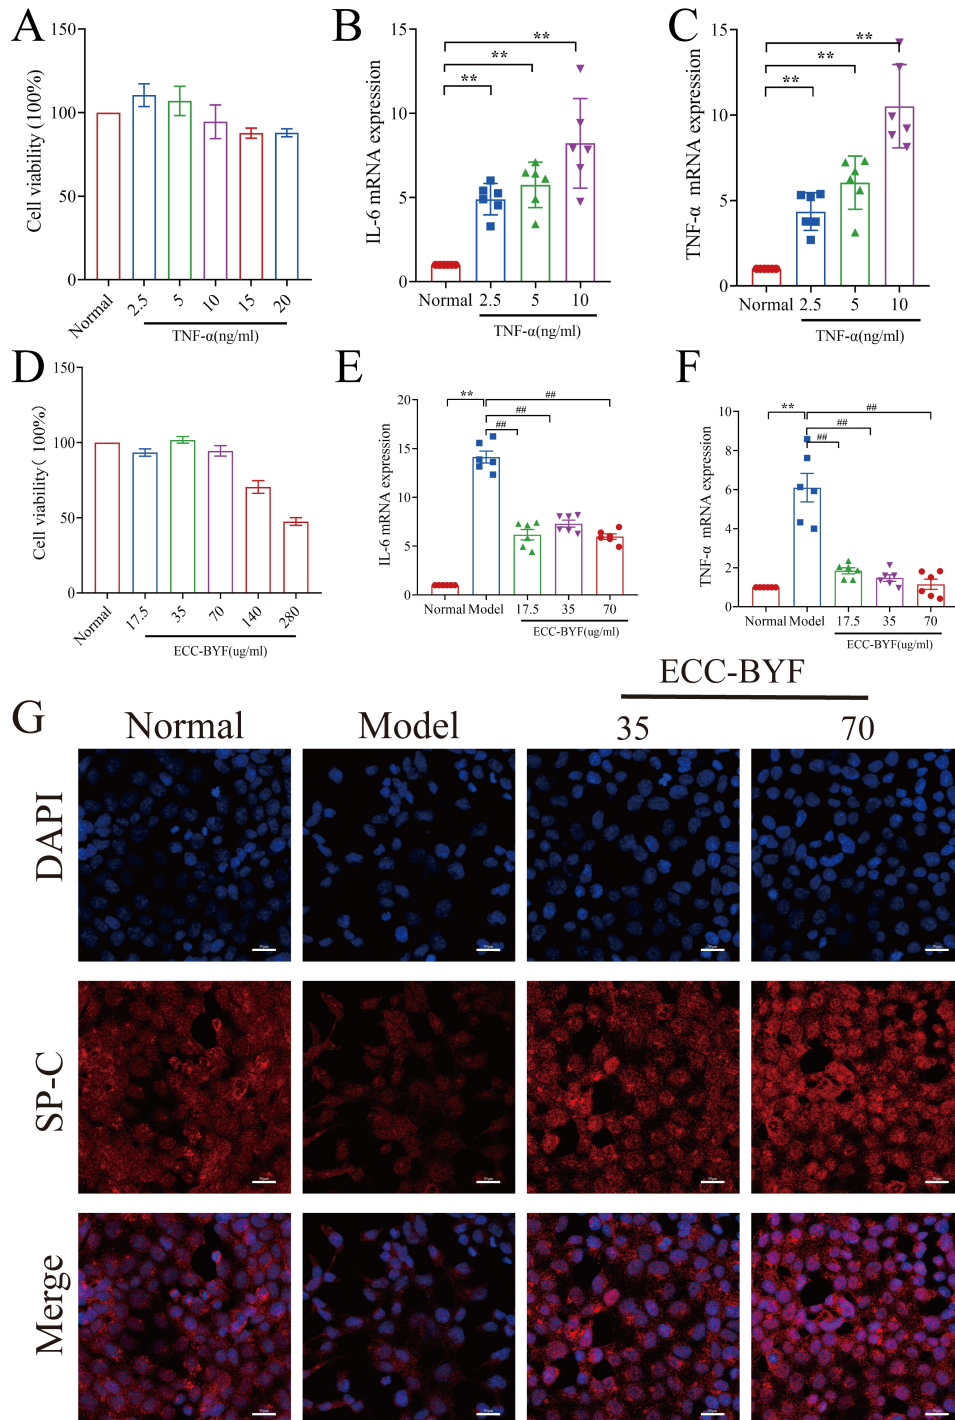 A
Cell viability (100%)
150
100
50
0
Normal
2.5
5
10
15
20
TNF-α(ng/ml)
B
IL-6 mRNA expression
15
10
5
0
**
**
**
Normal
2.5
5
10
TNF-α(ng/ml)
C
TNF-α mRNA expression
15
10
5
0
**
**
**
Normal
2.5
5
10
TNF-α(ng/ml)
D
Cell viability（100%）
150
100
50
0
Normal
17.5
35
70
140
280
ECC-BYF(ug/ml)
E
IL-6 mRNA expression
20
15
10
5
0
**
##
##
##
Normal Model
17.5
35
70
ECC-BYF(ug/ml)
F
TNF-α mRNA expression
10
8
6
4
2
0
**
##
##
##
Normal Model
17.5
35
70
ECC-BYF(ug/ml)
G
ECC-BYF
Normal
Model
35
70
DAPI
SP-C
Merge